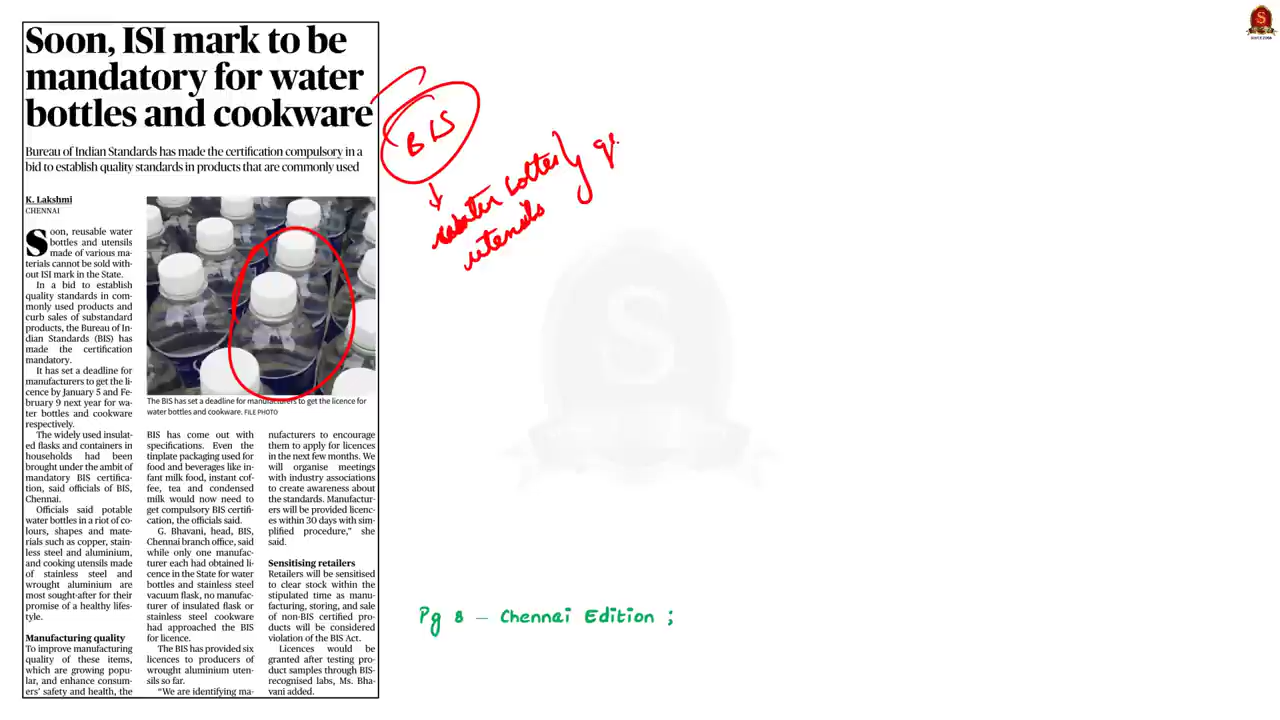 Soon, ISI mark to be
mandatory for water
bottles and cookware
Bureau of Indian Standards has made the certification compulsory in a
bid to establish quality standards in products that are commonly used
K. Lakshmi
CHENNAI
Soon, reusable water
bottles and utensils
made of various ma-
terials cannot be sold with-
out ISI mark in the State.
In a bid to establish
quality standards in com-
monly used products and
curb sales of substandard
products, the Bureau of In-
dian Standards (BIS) has
made the certification
mandatory.
It has set a deadline for
manufacturers to get the li-
cence by January 5 and Fe-
bruary 9 next year for wa-
ter bottles and cookware
respectively.
The widely used insulat-
ed flasks and containers in
households had been
brought under the ambit of
mandatory BIS certifica-
tion, said officials of BIS,
Chennai.
Officials said potable
water bottles in a riot of co-
lours, shapes and mate-
rials such as copper, stain-
less steel and aluminium,
and cooking utensils made
of stainless steel and
wrought aluminium are
most sought-after for their
promise of a healthy lifes-
tyle.
Manufacturing quality
To improve manufacturing
quality of these items,
which are growing popu-
lar, and enhance consum-
ers' safety and health, the
The BIS has set a deadline for manufacturers to get the licence for
water bottles and cookware. FILE PHOTO
BIS has come out with
specifications. Even the
tinplate packaging used for
food and beverages like in-
fant milk food, instant cof-
fee, tea and condensed
milk would now need to
get compulsory BIS certifi-
cation, the officials said.
G. Bhavani, head, BIS,
Chennai branch office, said
while only one manufac-
turer each had obtained li-
cence in the State for water
bottles and stainless steel
vacuum flask, no manufac-
turer of insulated flask or
stainless steel cookware
had approached the BIS
for licence.
The BIS has provided six
licences to producers of
wrought aluminium uten-
sils so far.
"We are identifying ma-
nufacturers to encourage
them to apply for licences
in the next few months. We
will organise meetings
with industry associations
to create awareness about
the standards. Manufactur-
ers will be provided licenc-
es within 30 days with sim-
plified procedure," she
said.
Sensitising retailers
Retailers will be sensitised
to clear stock within the
stipulated time as manu-
facturing, storing, and sale
of non-BIS certified pro-
ducts will be considered
violation of the BIS Act.
Licences would be
granted after testing pro-
duct samples through BIS-
recognised labs, Ms. Bha-
vani added.
BIS
water bottles
utensils
Pg 8 – Chennai Edition ;
S
SINCE 2004
S